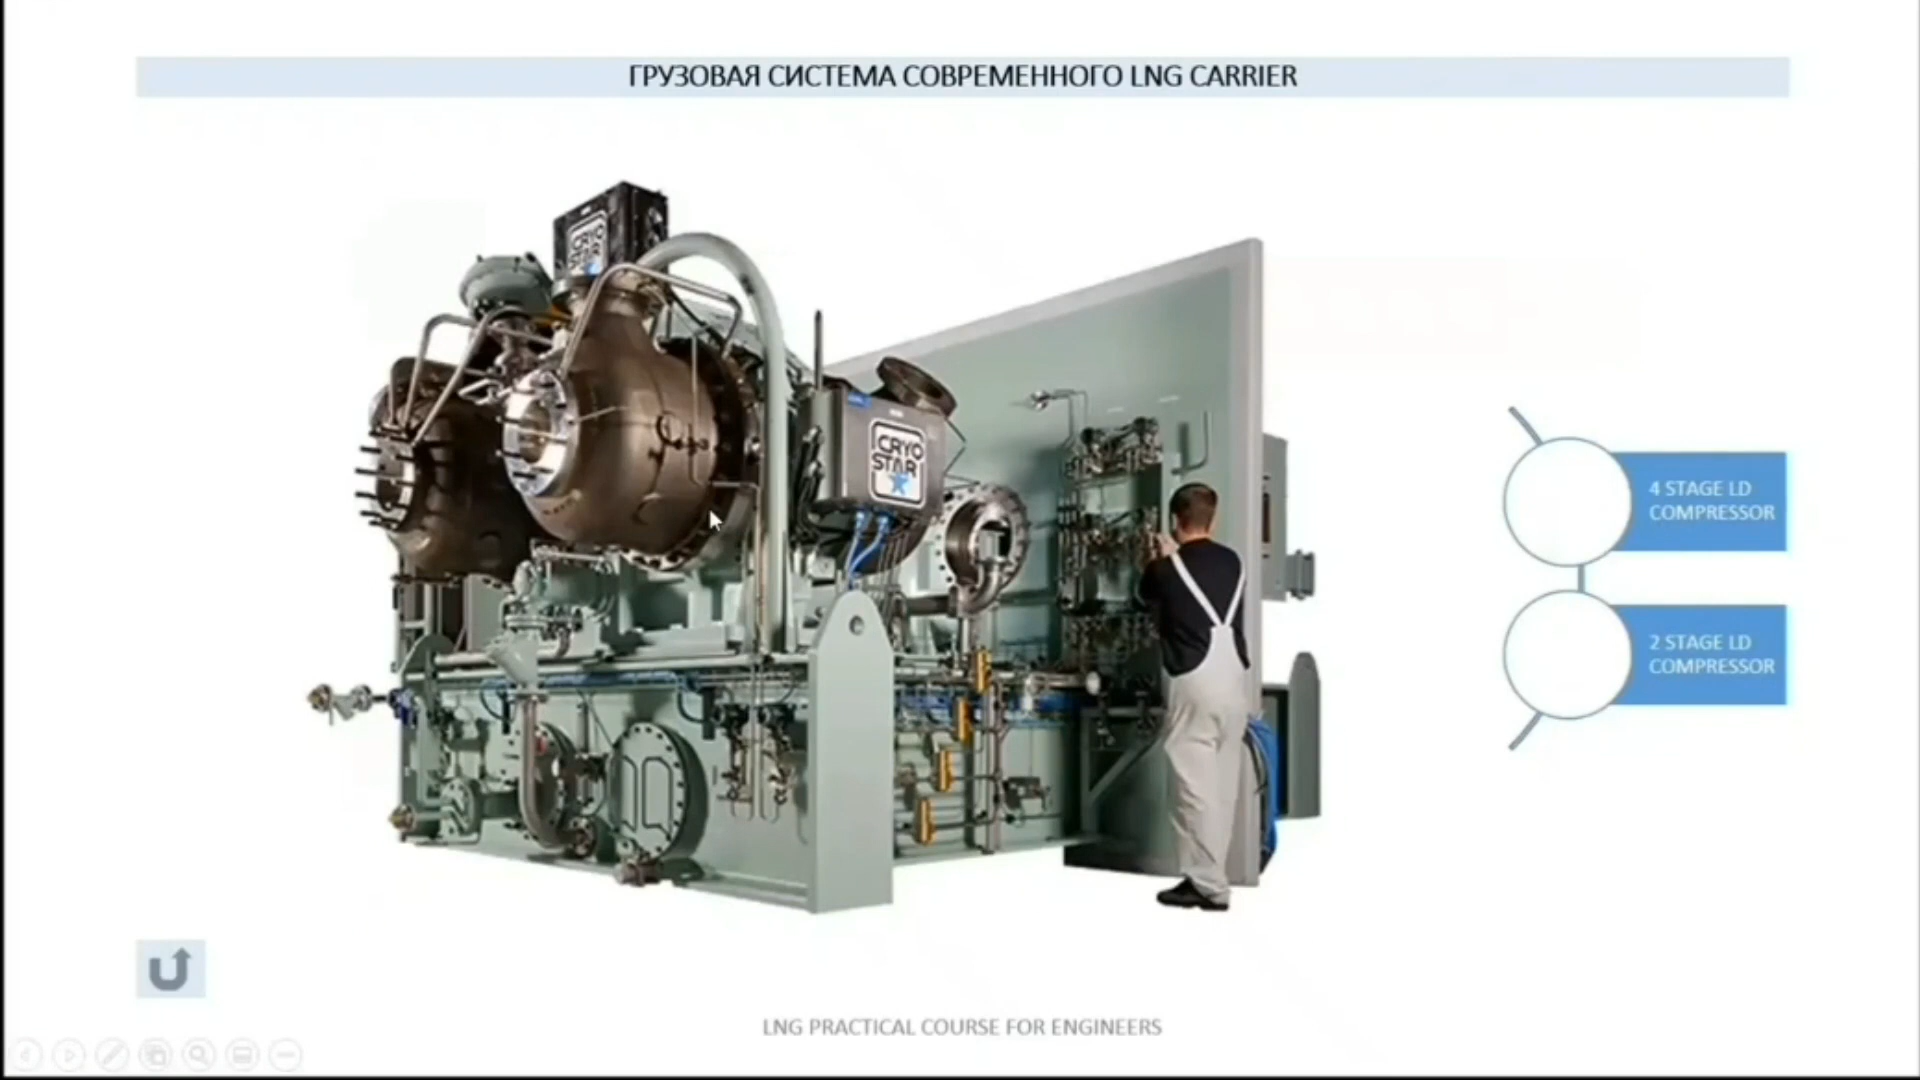 ГРУЗОВАЯ СИСТЕМА СОВРЕМЕННОГО LNG CARRIER
CRYO
STAR
CRYO
STAR
4 STAGE LD
COMPRESSOR
2 STAGE LD
COMPRESSOR
LNG PRACTICAL COURSE FOR ENGINEERS